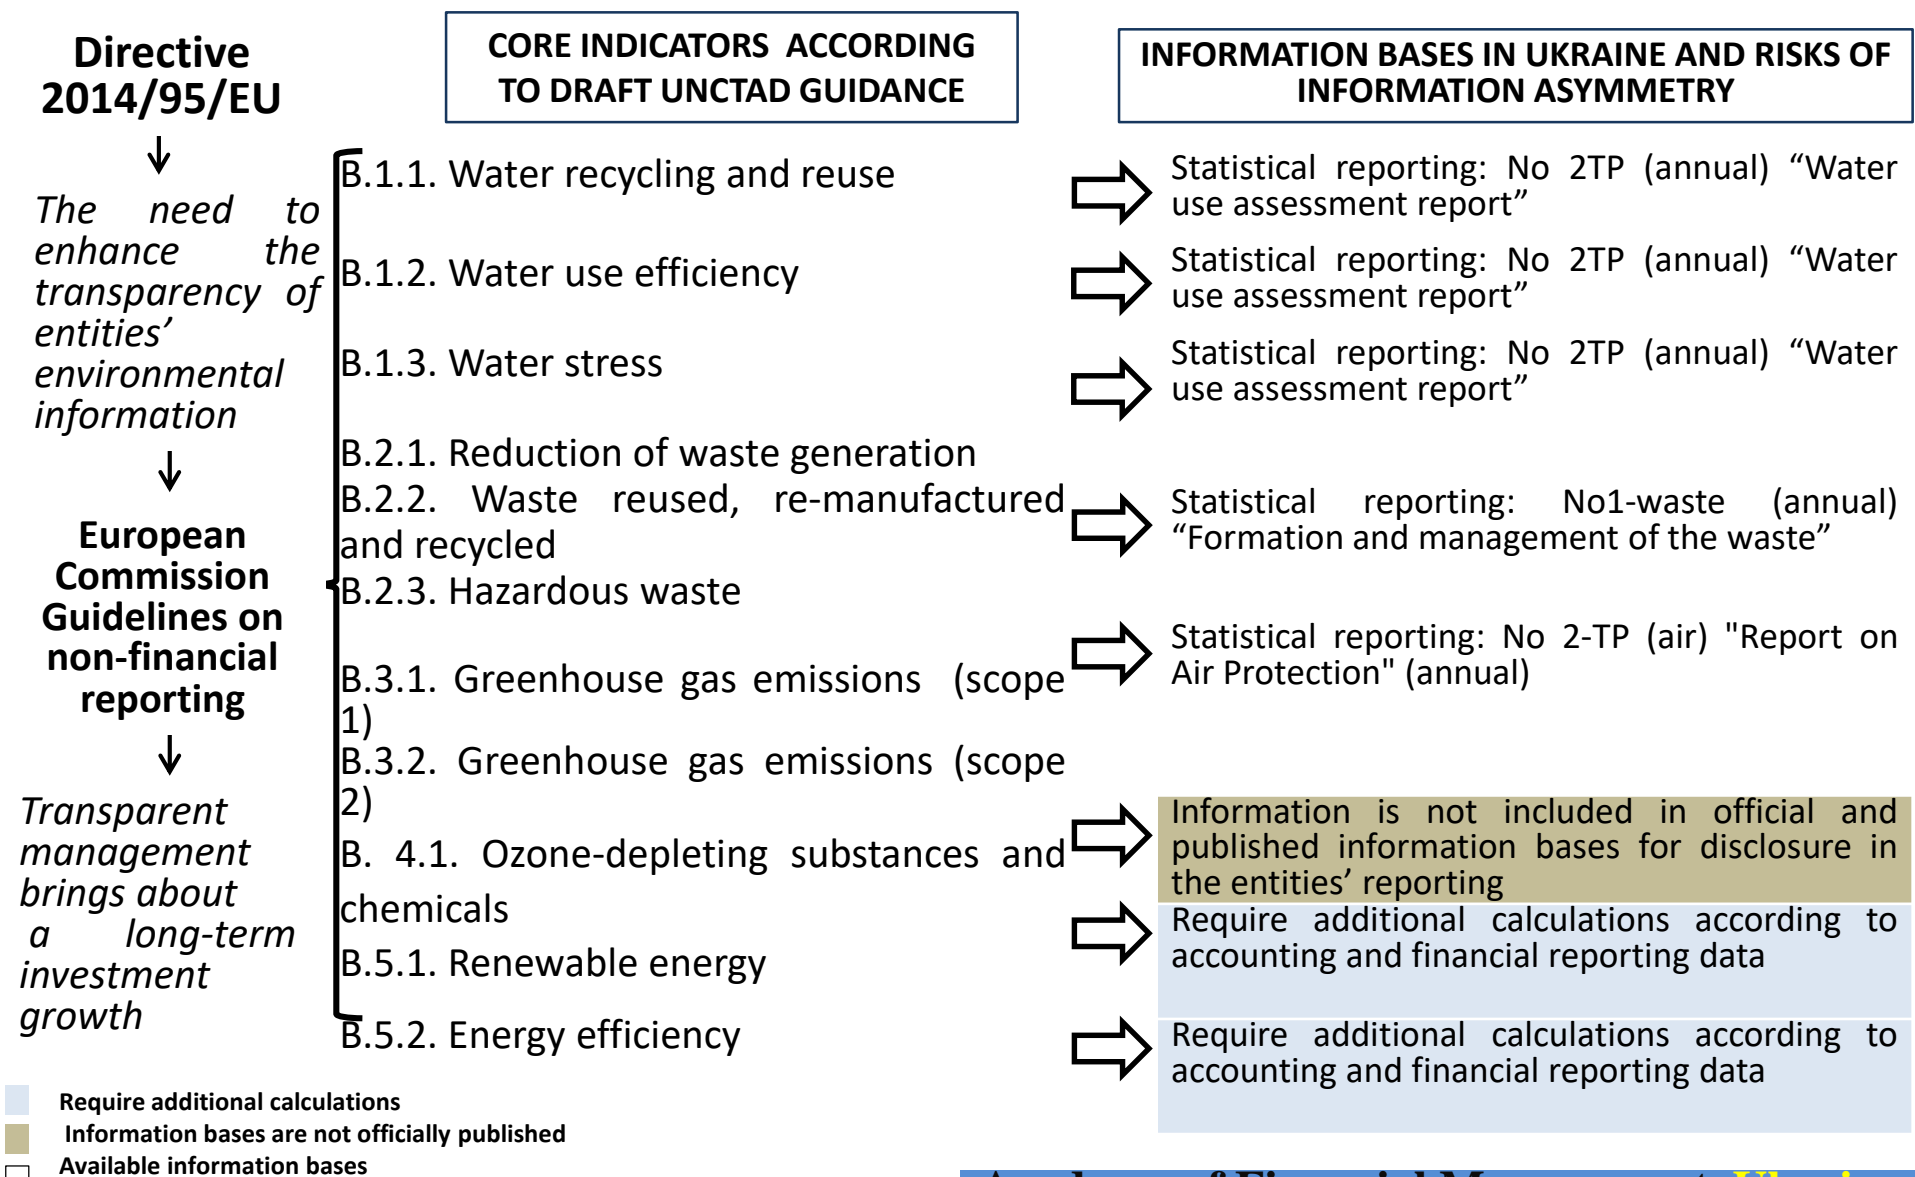 Directive
2014/95/EU
The need to
enhance the
transparency of
entities’
environmental
information
European
Commission
Guidelines on
non-financial
reporting
Transparent
management
brings about
a long-term
investment
growth
CORE INDICATORS ACCORDING
TO DRAFT UNCTAD GUIDANCE
B.1.1. Water recycling and reuse
B.1.2. Water use efficiency
B.1.3. Water stress
B.2.1. Reduction of waste generation
B.2.2. Waste reused, re-manufactured
and recycled
B.2.3. Hazardous waste
B.3.1. Greenhouse gas emissions (scope
1)
B.3.2. Greenhouse gas emissions (scope
2)
B. 4.1. Ozone-depleting substances and
chemicals
B.5.1. Renewable energy
B.5.2. Energy efficiency
INFORMATION BASES IN UKRAINE AND RISKS OF
INFORMATION ASYMMETRY
Statistical reporting: No 2TP (annual) “Water
use assessment report”
Statistical reporting: No 2TP (annual) “Water
use assessment report”
Statistical reporting: No 2TP (annual) “Water
use assessment report”
Statistical reporting: No1-waste (annual)
“Formation and management of the waste”
Statistical reporting: No 2-TP (air) "Report on
Air Protection" (annual)
Information is not included in official and
published information bases for disclosure in
the entities’ reporting
Require additional calculations according to
accounting and financial reporting data
Require additional calculations according to
accounting and financial reporting data
Require additional calculations
Information bases are not officially published
Available information bases